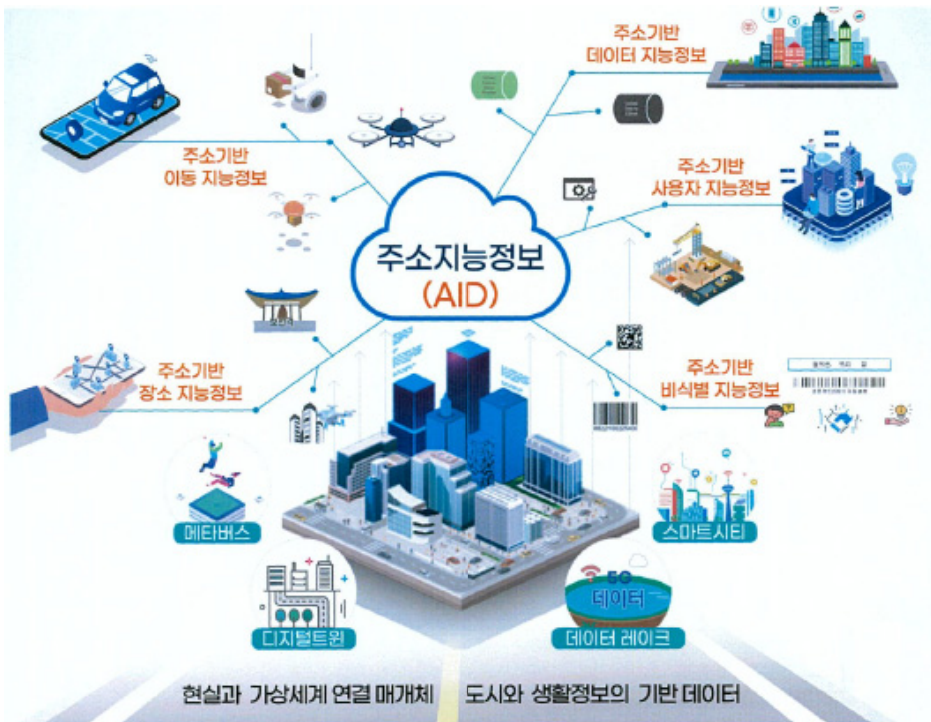 주소기반
데이터 지능정보
주소기반
이동 지능정보
주소기반
사용자 지능정보
주소지능정보
(AID)
주소기반
장소 지능정보
주소기반
비식별 지능정보
메타버스
스마트시티
5G
데이터
디지털트윈
데이터 레이크
현실과 가상세계 연결 매개체
도시와 생활정보의 기반 데이터